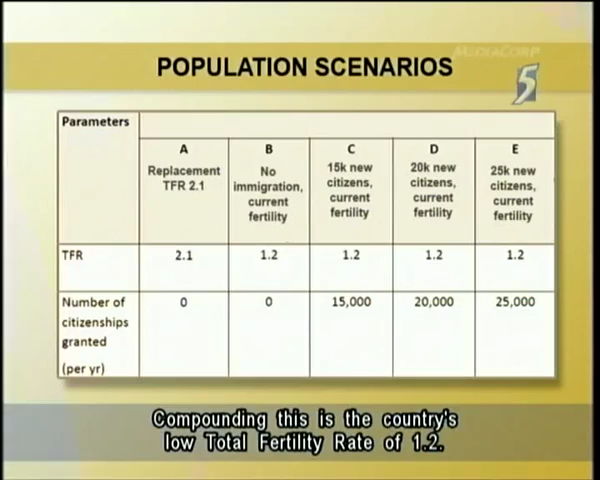 MEDIACORP
5
POPULATION SCENARIOS
Parameters
A
Replacement
TFR 2.1
B
No
immigration,
current
fertility
C
15k new
citizens,
current
fertility
D
20k new
citizens,
current
fertility
E
25k new
citizens,
current
fertility
TFR 2.1 1.2 1.2 1.2 1.2
Number of
citizenships
granted
(per yr)
0 0 15,000 20,000 25,000
Compounding this is the country's
low Total Fertility Rate of 1.2.